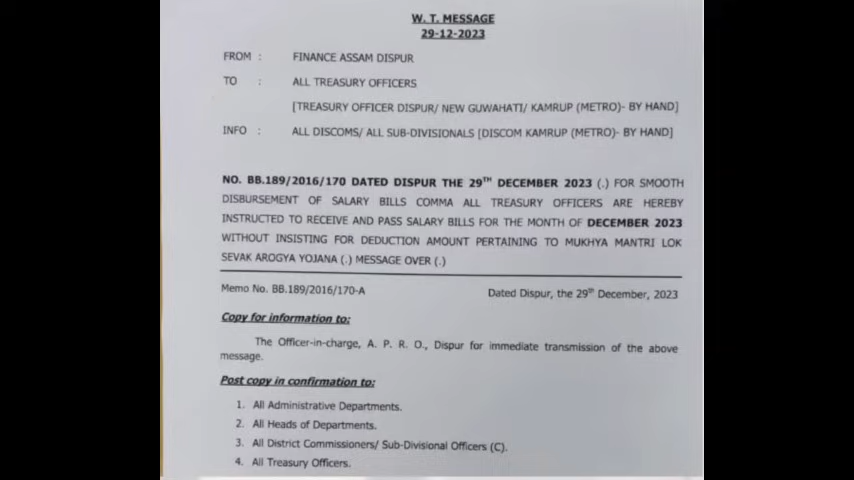 W. T. MESSAGE
29-12-2023
FROM : FINANCE ASSAM DISPUR
TO : ALL TREASURY OFFICERS
[TREASURY OFFICER DISPUR/ NEW GUWAHATI/ KAMRUP (METRO)- BY HAND]
INFO : ALL DISCOMS/ ALL SUB-DIVISIONALS [DISCOM KAMRUP (METRO)- BY HAND]
NO. BB.189/2016/170 DATED DISPUR THE 29TH DECEMBER 2023 (.) FOR SMOOTH
DISBURSEMENT OF SALARY BILLS COMMA ALL TREASURY OFFICERS ARE HEREBY
INSTRUCTED TO RECEIVE AND PASS SALARY BILLS FOR THE MONTH OF DECEMBER 2023
WITHOUT INSISTING FOR DEDUCTION AMOUNT PERTAINING TO MUKHYA MANTRI LOK
SEVAK AROGYA YOJANA (.) MESSAGE OVER (.)
Memo No. BB.189/2016/170-A Dated Dispur, the 29th December, 2023
Copy for information to:
The Officer-in-charge, A. P. R. O., Dispur for immediate transmission of the above
message.
Post copy in confirmation to:
1. All Administrative Departments.
2. All Heads of Departments.
3. All District Commissioners/ Sub-Divisional Officers (C).
4. All Treasury Officers.